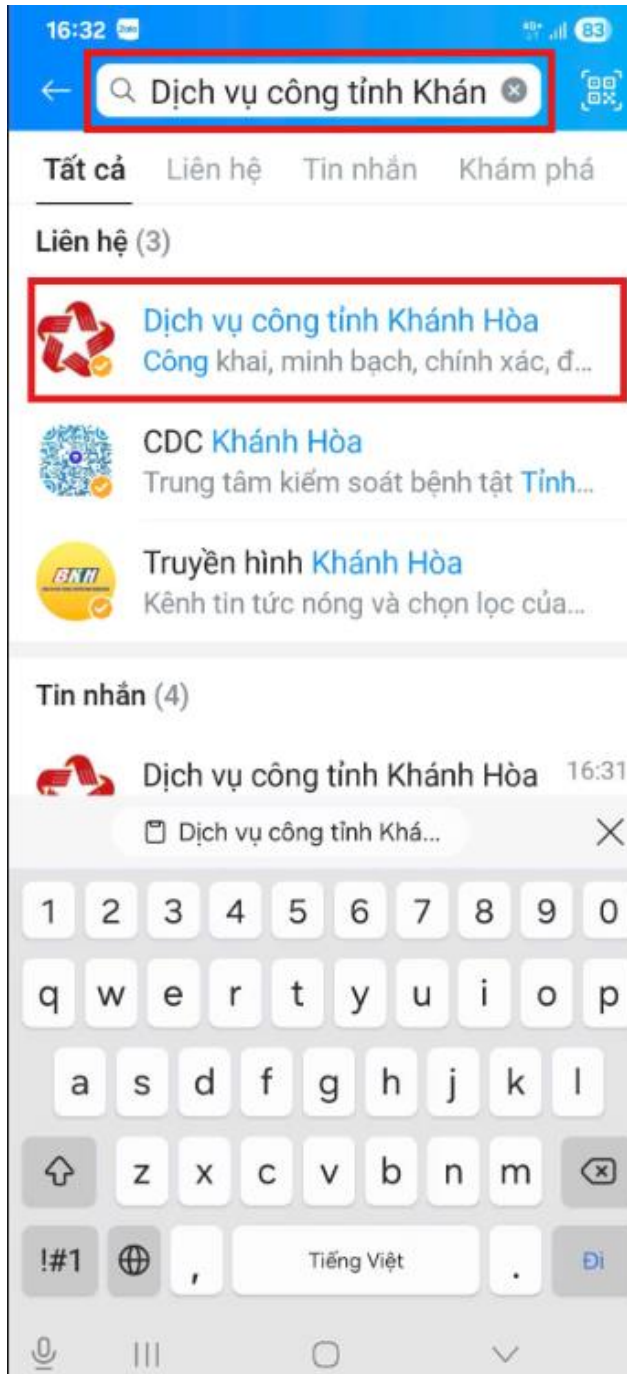 16:32 Zalo 83
Dịch vụ công tỉnh Khán
Tất cả Liên hệ Tin nhắn Khám phá
Liên hệ (3)
Dịch vụ công tỉnh Khánh Hòa
Công khai, minh bạch, chính xác, đ...
CDC Khánh Hòa
Trung tâm kiểm soát bệnh tật Tỉnh...
Truyền hình Khánh Hòa
Kênh tin tức nóng và chọn lọc của...
Tin nhắn (4)
Dịch vụ công tỉnh Khánh Hòa 16:31
Dịch vụ công tỉnh Khá...
1 2 3 4 5 6 7 8 9 0
q w e r t y u i o p
a s d f g h j k l
z x c v b n m
!#1 , Tiếng Việt . Đi